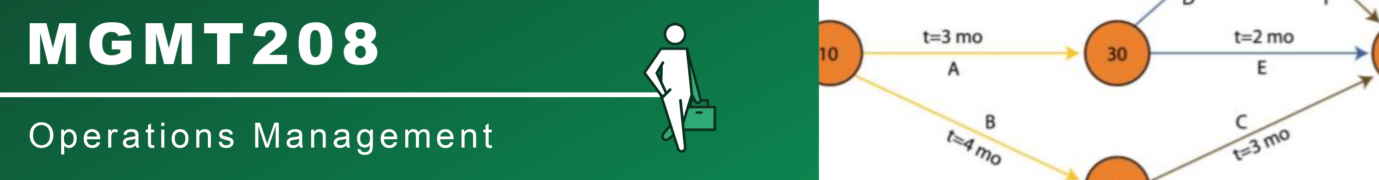 MGMT208
Operations Management
10
t=3 mo
A
30
t=2 mo
E
B
t=4 mo
C
t=3 mo